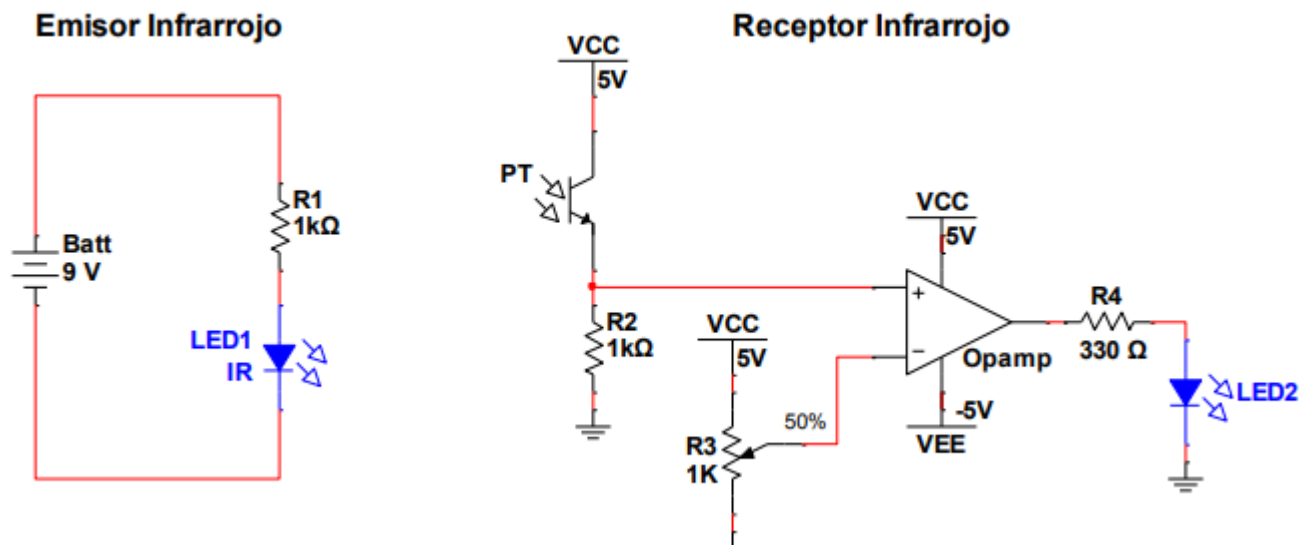 Emisor Infrarrojo
Batt
9 V
R1
1kΩ
LED1
IR
Receptor Infrarrojo
VCC
5V
PT
R2
1kΩ
VCC
5V
R3
1K
50%
VCC
5V
+
−
Opamp
-5V
VEE
R4
330 Ω
LED2